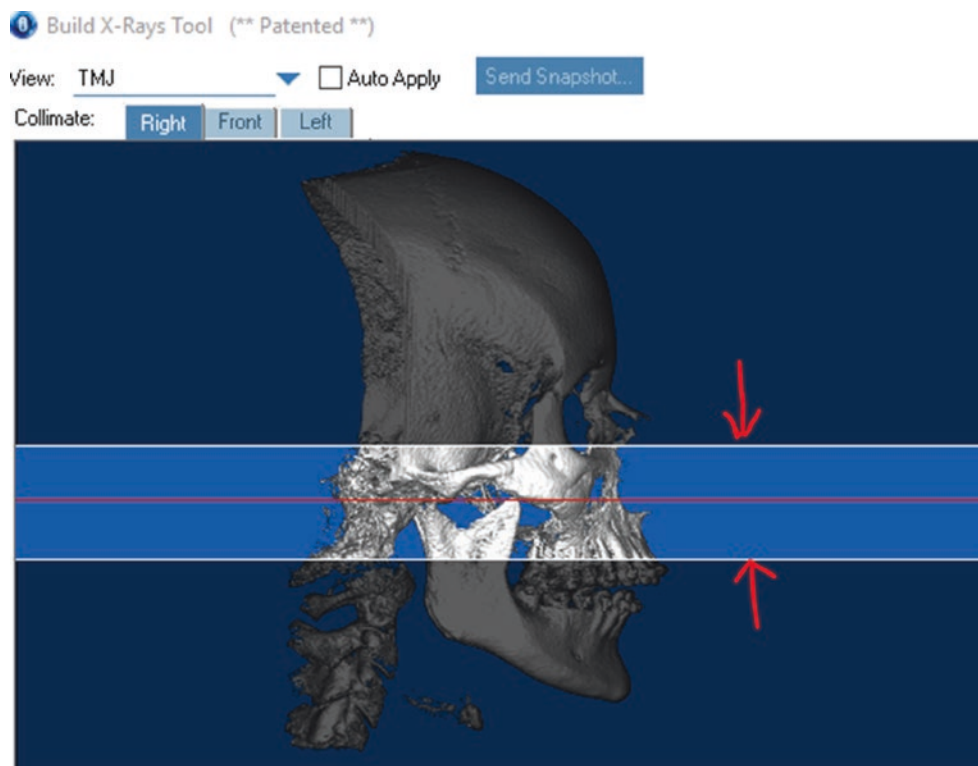 Build X-Rays Tool (** Patented **)
View: TMJ Auto Apply Send Snapshot...
Collimate: Right Front Left